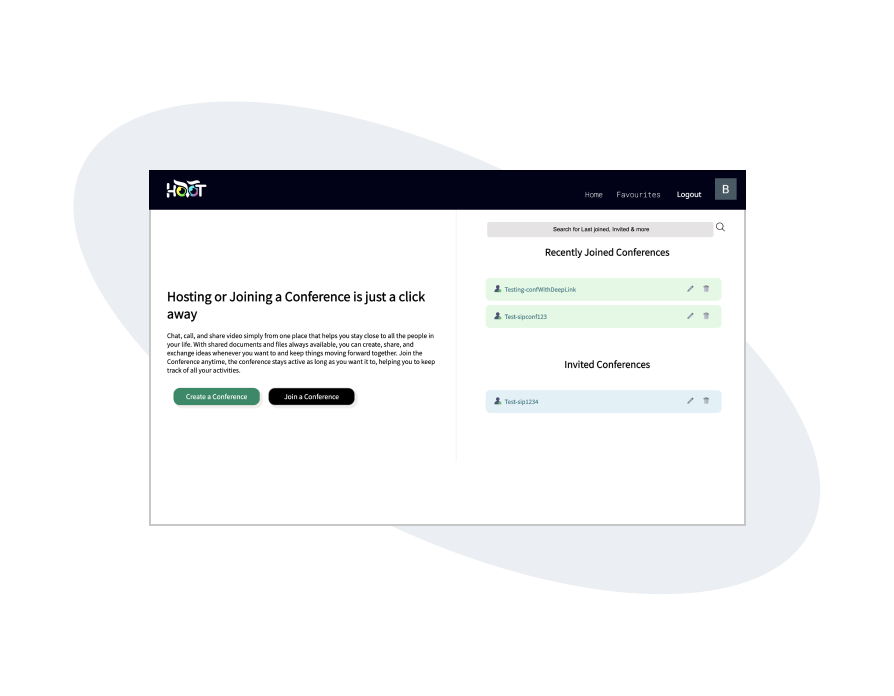 HOOT
Home Favourites Logout B
Hosting or Joining a Conference is just a click
away
Chat, call, and share video simply from one place that helps you stay close to all the people in
your life. With shared documents and files always available, you can create, share, and
exchange ideas whenever you want to and keep things moving forward together. Join the
Conference anytime, the conference stays active as long as you want it to, helping you to keep
track of all your activities.
Create a Conference Join a Conference
Search for Last joined, Invited & more
Recently Joined Conferences
Testing-confWithDeepLink
Test-sipconf123
Invited Conferences
Test-sip1234